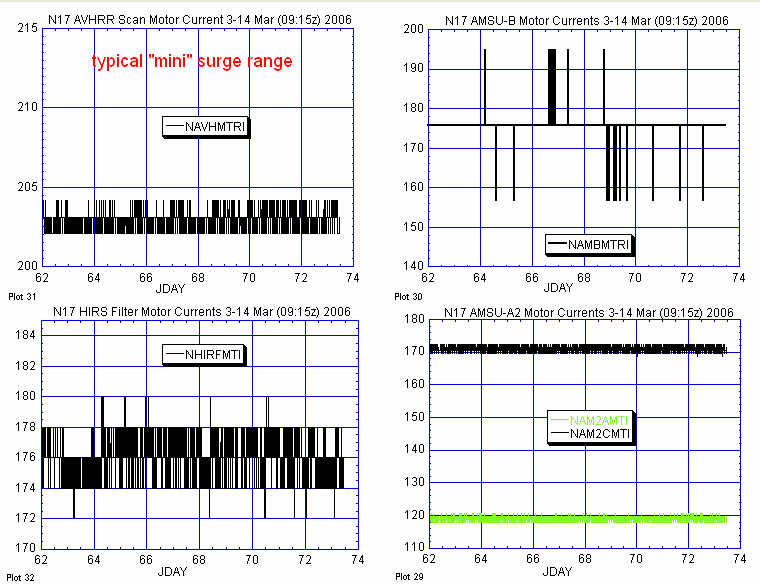 N17 AVHRR Scan Motor Current 3-14 Mar (09:15z) 2006
215
210
205
200
typical "mini" surge range
NAVHMTRI
62 64 66 68 70 72 74
JDAY
Plot 31
N17 AMSU-B Motor Currents 3-14 Mar (09:15z) 2006
200
190
180
170
160
150
140
NAMBMTRI
62 64 66 68 70 72 74
JDAY
Plot 30
N17 HIRS Filter Motor Currents 3-14 Mar (09:15z) 2006
184
182
180
178
176
174
172
170
NHIRFMTI
62 64 66 68 70 72 74
JDAY
Plot 32
N17 AMSU-A2 Motor Currents 3-14 Mar (09:15z) 2006
180
170
160
150
140
130
120
110
NAM2AMTI
NAM2CMTI
62 64 66 68 70 72 74
JDAY
Plot 29